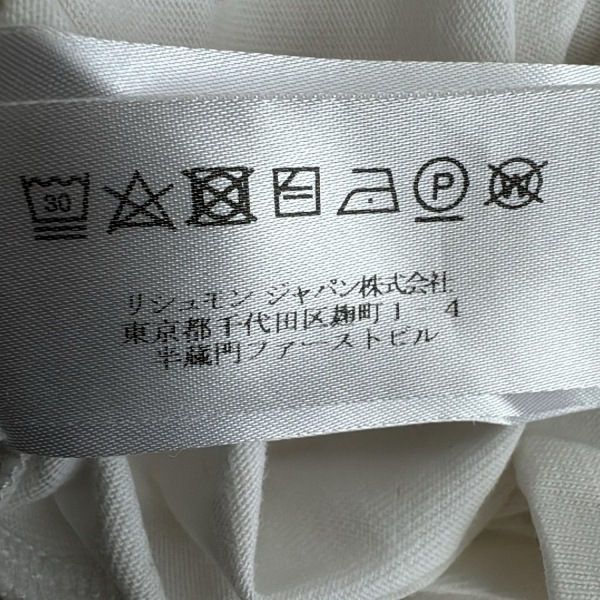 30 P W
リシュモン ジャパン株式会社
東京都千代田区麹町1-4
半蔵門ファーストビル